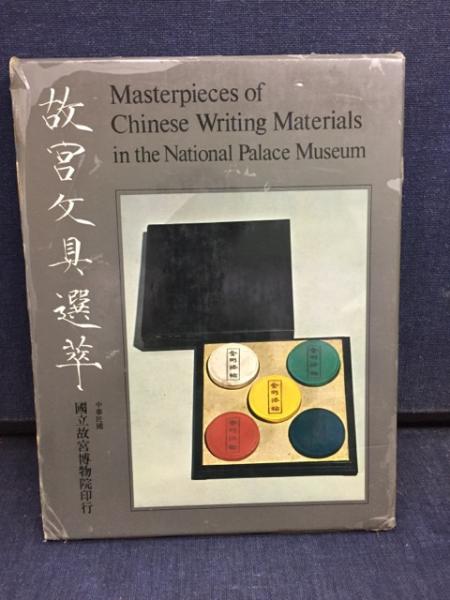 故宮文具選萃
Masterpieces of
Chinese Writing Materials
in the National Palace Museum
中華民國
國立故宮博物院印行